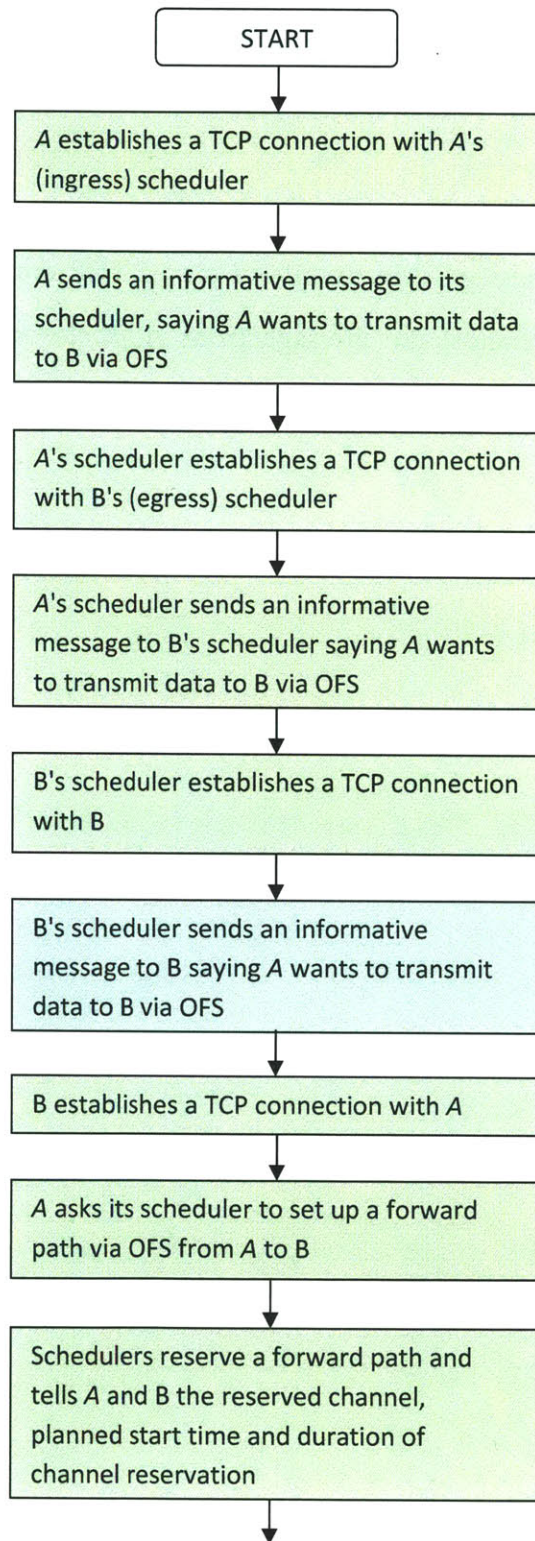 START
A establishes a TCP connection with A's
(ingress) scheduler
A sends an informative message to its
scheduler, saying A wants to transmit data
to B via OFS
A's scheduler establishes a TCP connection
with B's (egress) scheduler
A's scheduler sends an informative
message to B's scheduler saying A wants
to transmit data to B via OFS
B's scheduler establishes a TCP connection
with B
B's scheduler sends an informative
message to B saying A wants to transmit
data to B via OFS
B establishes a TCP connection with A
A asks its scheduler to set up a forward
path via OFS from A to B
Schedulers reserve a forward path and
tells A and B the reserved channel,
planned start time and duration of
channel reservation